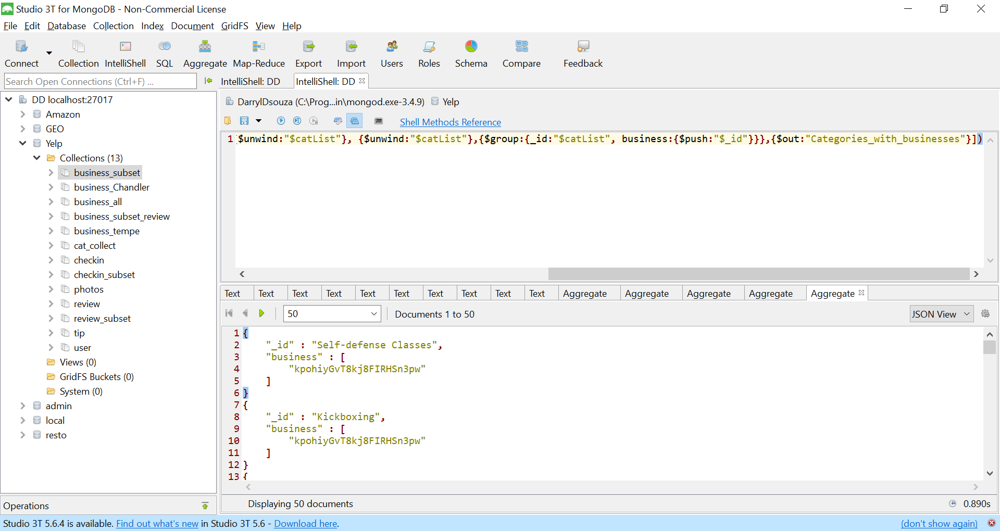 Studio 3T for MongoDB - Non-Commercial License
File Edit Database Collection Index Document GridFS View Help
Connect Collection IntelliShell SQL Aggregate Map-Reduce Export Import Users Roles Schema Compare Feedback
Search Open Connections (Ctrl+F) ...
IntelliShell: DD IntelliShell: DD
DD localhost:27017
Amazon
GEO
Yelp
Collections (13)
business_subset
business_Chandler
business_all
business_subset_review
business_tempe
cat_collect
checkin
checkin_subset
photos
review
review_subset
tip
user
Views (0)
GridFS Buckets (0)
System (0)
admin
local
resto
Operations
DarrylDsouza (C:\Prog...in\mongod.exe-3.4.9) Yelp
Shell Methods Reference
1 $unwind:"$catList"}, {$unwind:"$catList"},{$group:{_id:"$catList", business:{$push:"$_id"}}},{$out:"Categories_with_businesses"}])
Text Text Text Text Text Text Text Text Text Text Aggregate Aggregate Aggregate Aggregate Aggregate
50 Documents 1 to 50 JSON View
1 {
2 "_id" : "Self-defense Classes",
3 "business" : [
4 "kpohiyGvT8kj8FIRHSn3pw"
5 ]
6 }
7 {
8 "_id" : "Kickboxing",
9 "business" : [
10 "kpohiyGvT8kj8FIRHSn3pw"
11 ]
12 }
13 {
Displaying 50 documents 0.890s
Studio 3T 5.6.4 is available. Find out what's new in Studio 3T 5.6 - Download here. (don't show again)